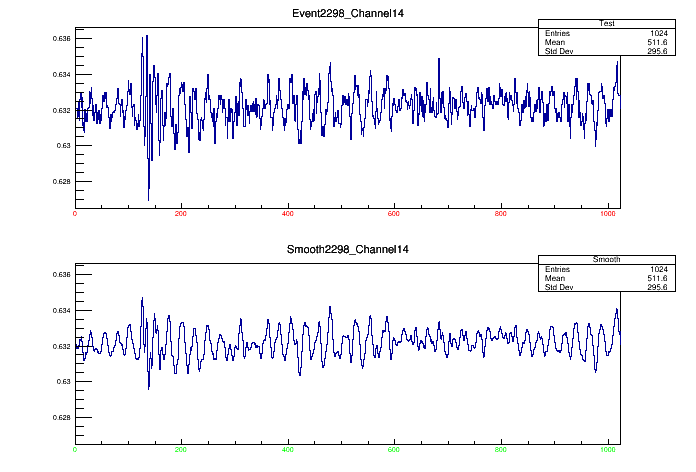 Event2298_Channel14
Test
Entries 1024
Mean 511.6
Std Dev 295.6
0.636
0.634
0.632
0.63
0.628
0 200 400 600 800 1000
Smooth2298_Channel14
Smooth
Entries 1024
Mean 511.6
Std Dev 295.6
0.636
0.634
0.632
0.63
0.628
0 200 400 600 800 1000